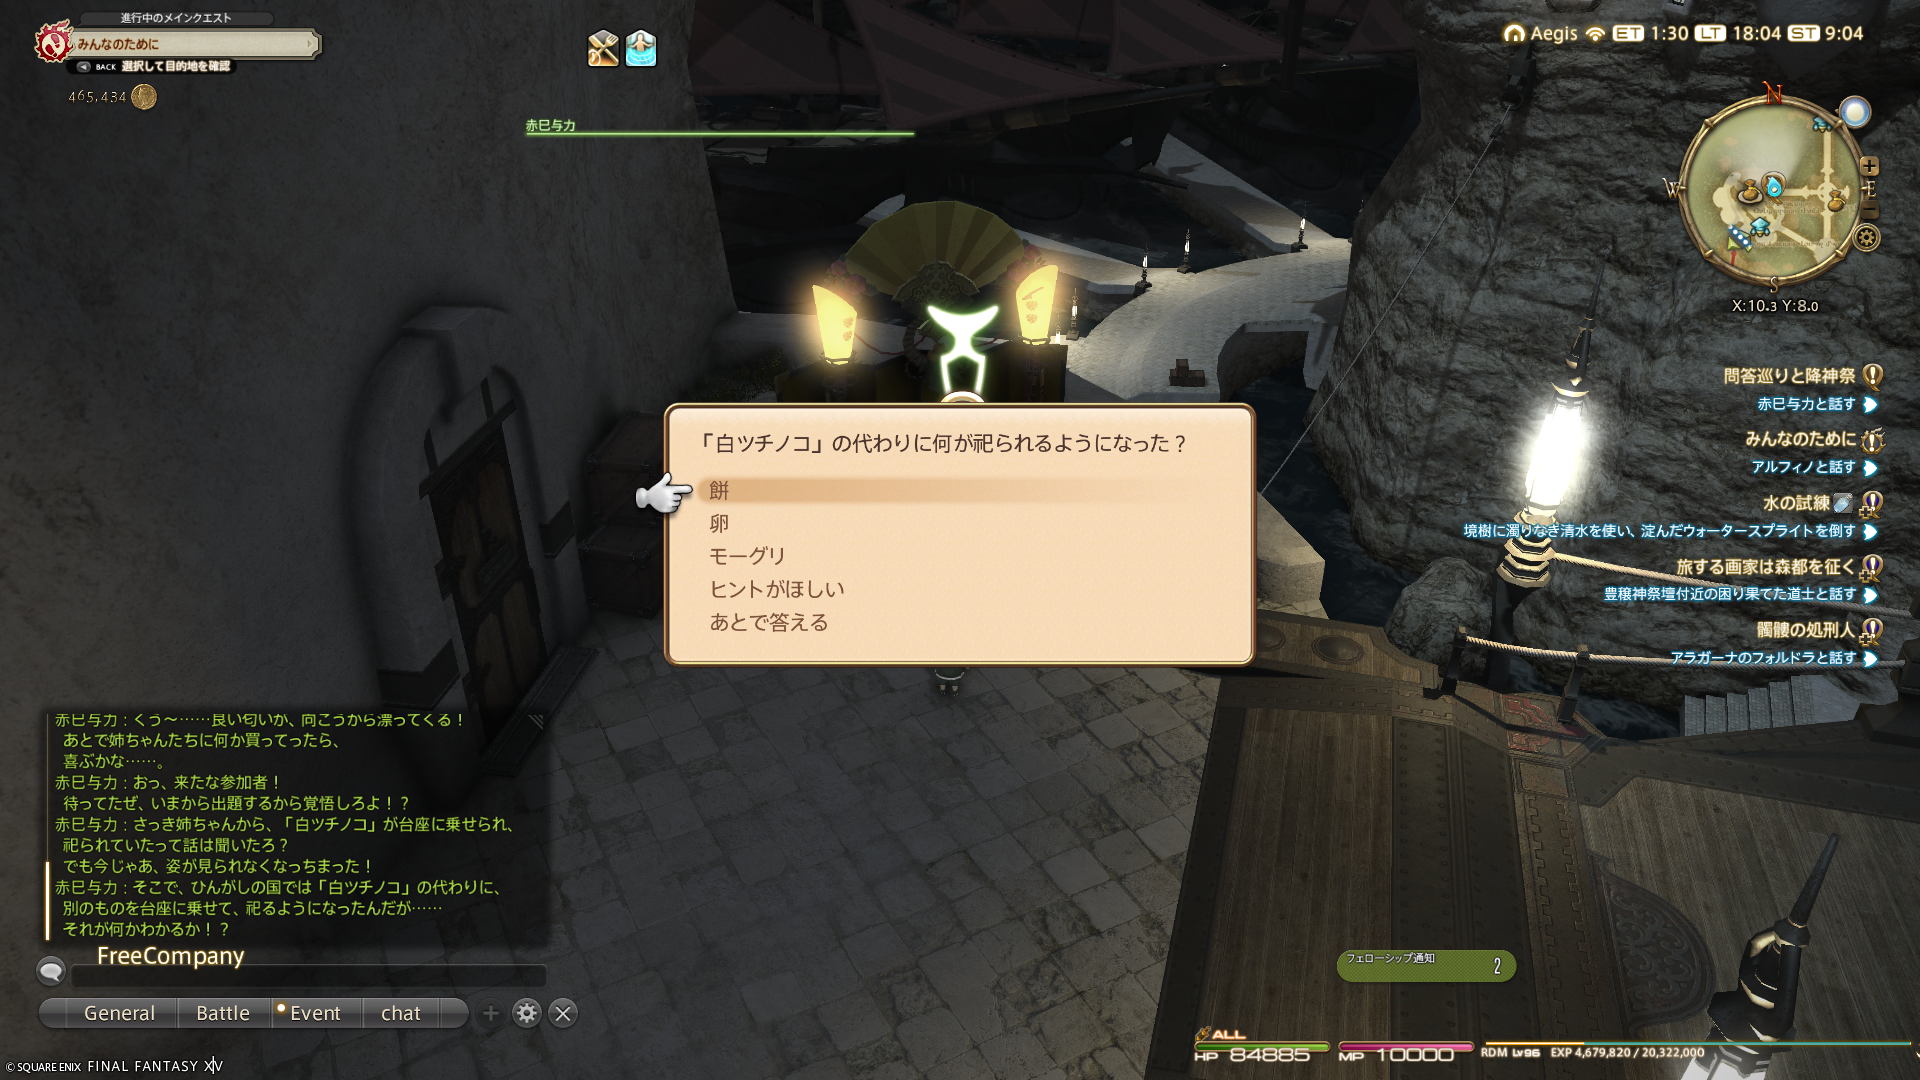 進行中のメインクエスト
みんなのために
BACK 選択して目的地を確認
465,434
赤巳与力
Aegis ET 1:30 LT 18:04 ST 9:04
N
W
E
S
X:10.3 Y:8.0
問答巡りと降神祭
赤巳与力と話す
みんなのために
アルフィノと話す
水の試練
境樹に濁りなき清水を使い、淀んだウォータースプライトを倒す
旅する画家は森都を征く
豊穣神祭壇付近の困り果てた道士と話す
髑髏の処刑人
アラガーナのフォルドラと話す
「白ツチノコ」の代わりに何が祀られるようになった？
餅
卵
モーグリ
ヒントがほしい
あとで答える
赤巳与力：くぅ～……良い匂いが、向こうから漂ってくる！
あとで姉ちゃんたちに何か買ってったら、
喜ぶかな……。
赤巳与力：おっ、来たな参加者！
待ってたぜ、いまから出題するから覚悟しろよ！？
赤巳与力：さっき姉ちゃんから、「白ツチノコ」が台座に乗せられ、
祀られていたって話は聞いたろ？
でも今じゃあ、姿が見られなくなっちまった！
赤巳与力：そこで、ひんがしの国では「白ツチノコ」の代わりに、
別のものを台座に乗せて、祀るようになったんだが……
それが何かわかるか！？
FreeCompany
General Battle Event chat
フェローシップ通知 2
ALL
HP 84885 MP 10000 RDM Lv96 EXP 4,679,820 / 20,322,000
© SQUARE ENIX FINAL FANTASY XIV